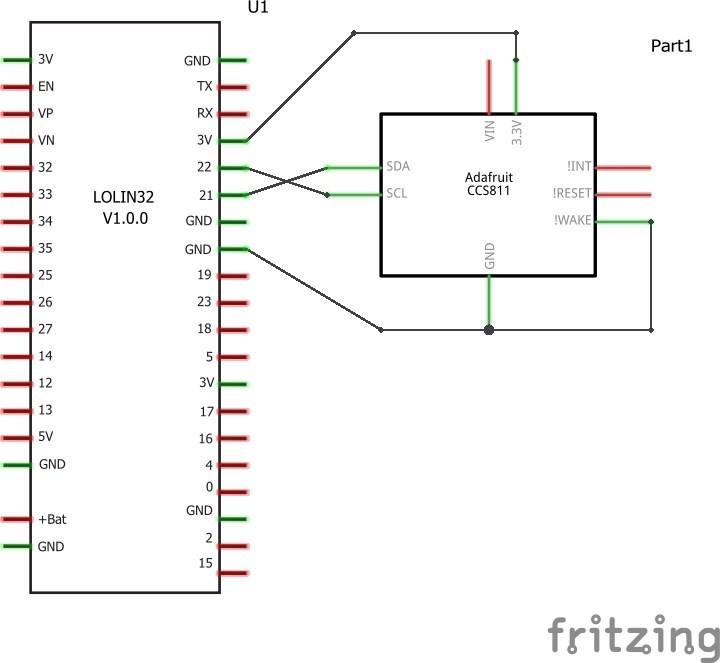 U1
Part1
3V
EN
VP
VN
32
33
34
35
25
26
27
14
12
13
5V
GND
+Bat
GND
LOLIN32
V1.0.0
GND
TX
RX
3V
22
21
GND
GND
19
23
18
5
3V
17
16
4
0
GND
2
15
VIN
3.3V
SDA
SCL
Adafruit
CCS811
!INT
!RESET
!WAKE
GND
fritzing